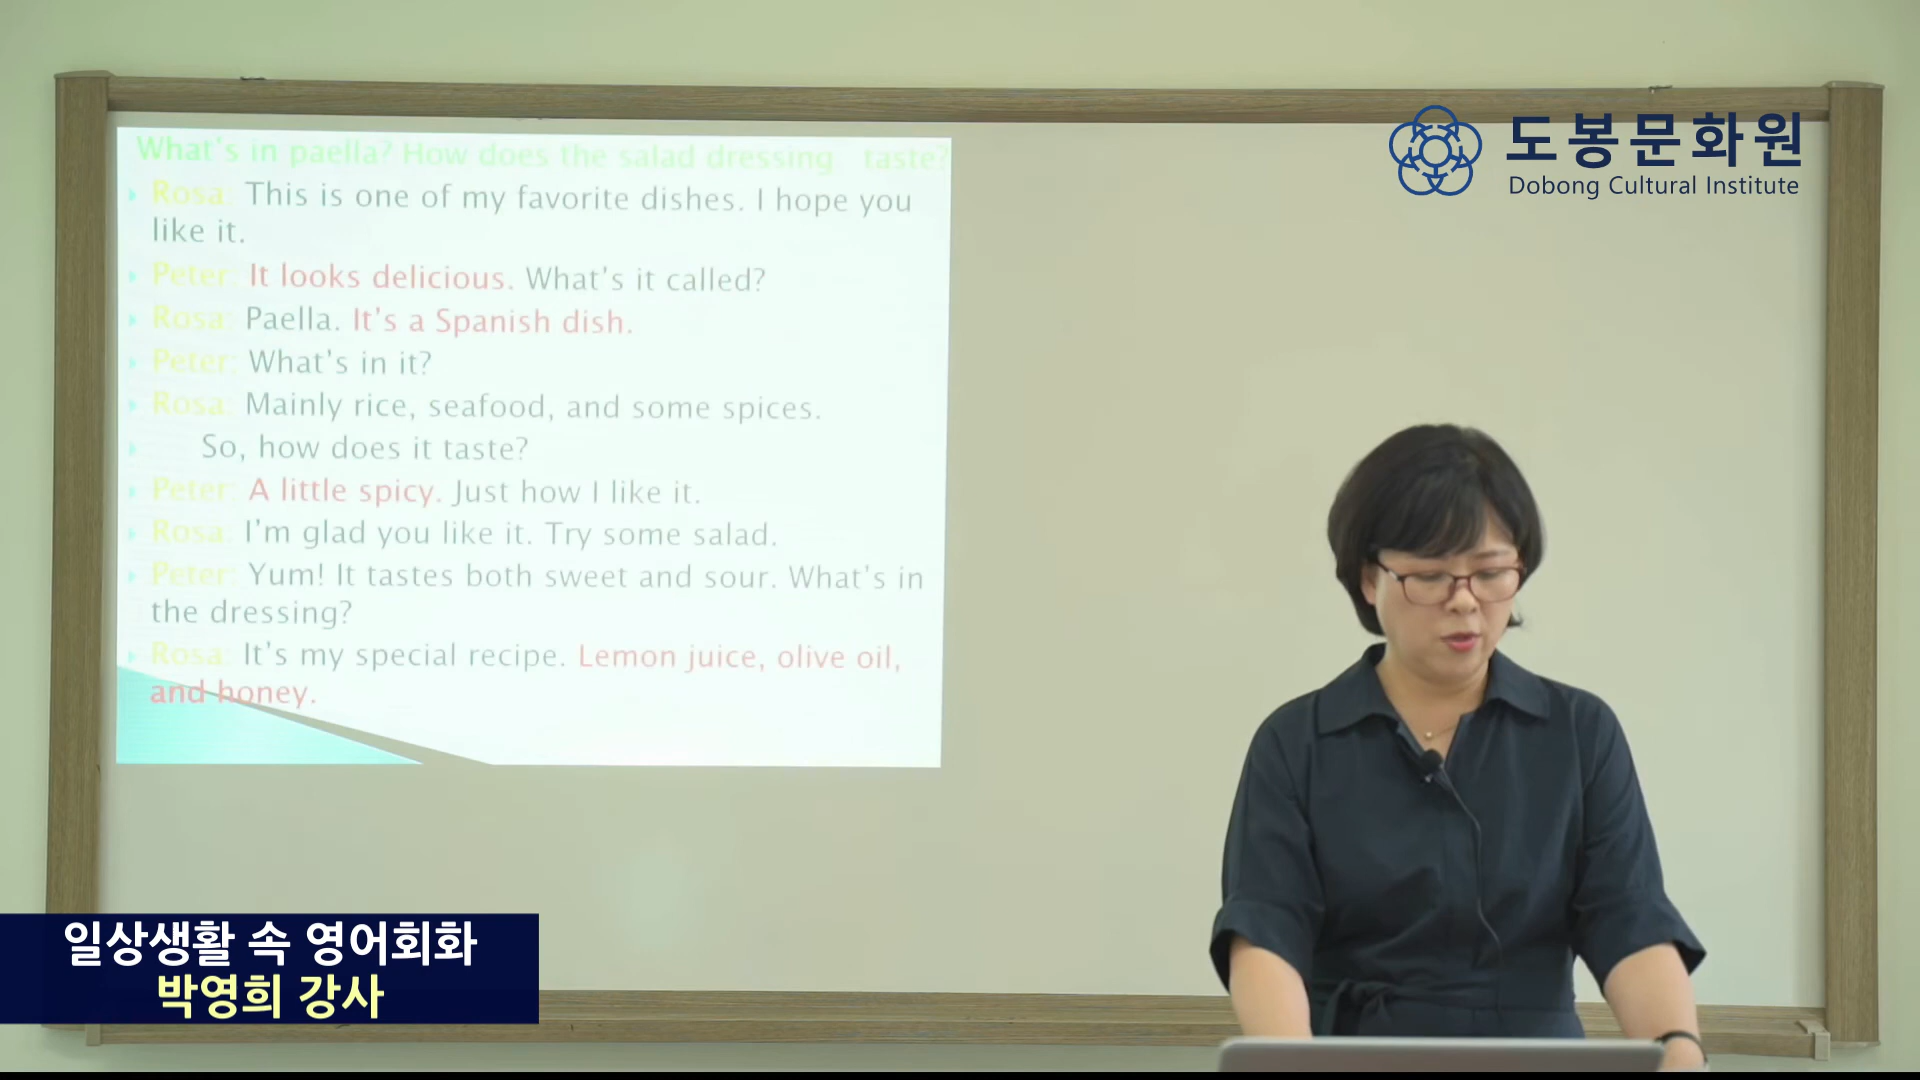 What's in paella? How does the salad dressing taste?
Rosa: This is one of my favorite dishes. I hope you
like it.
Peter: It looks delicious. What's it called?
Rosa: Paella. It's a Spanish dish.
Peter: What's in it?
Rosa: Mainly rice, seafood, and some spices.
So, how does it taste?
Peter: A little spicy. Just how I like it.
Rosa: I'm glad you like it. Try some salad.
Peter: Yum! It tastes both sweet and sour. What's in
the dressing?
Rosa: It's my special recipe. Lemon juice, olive oil,
and honey.
도봉문화원
Dobong Cultural Institute
일상생활 속 영어회화
박영희 강사